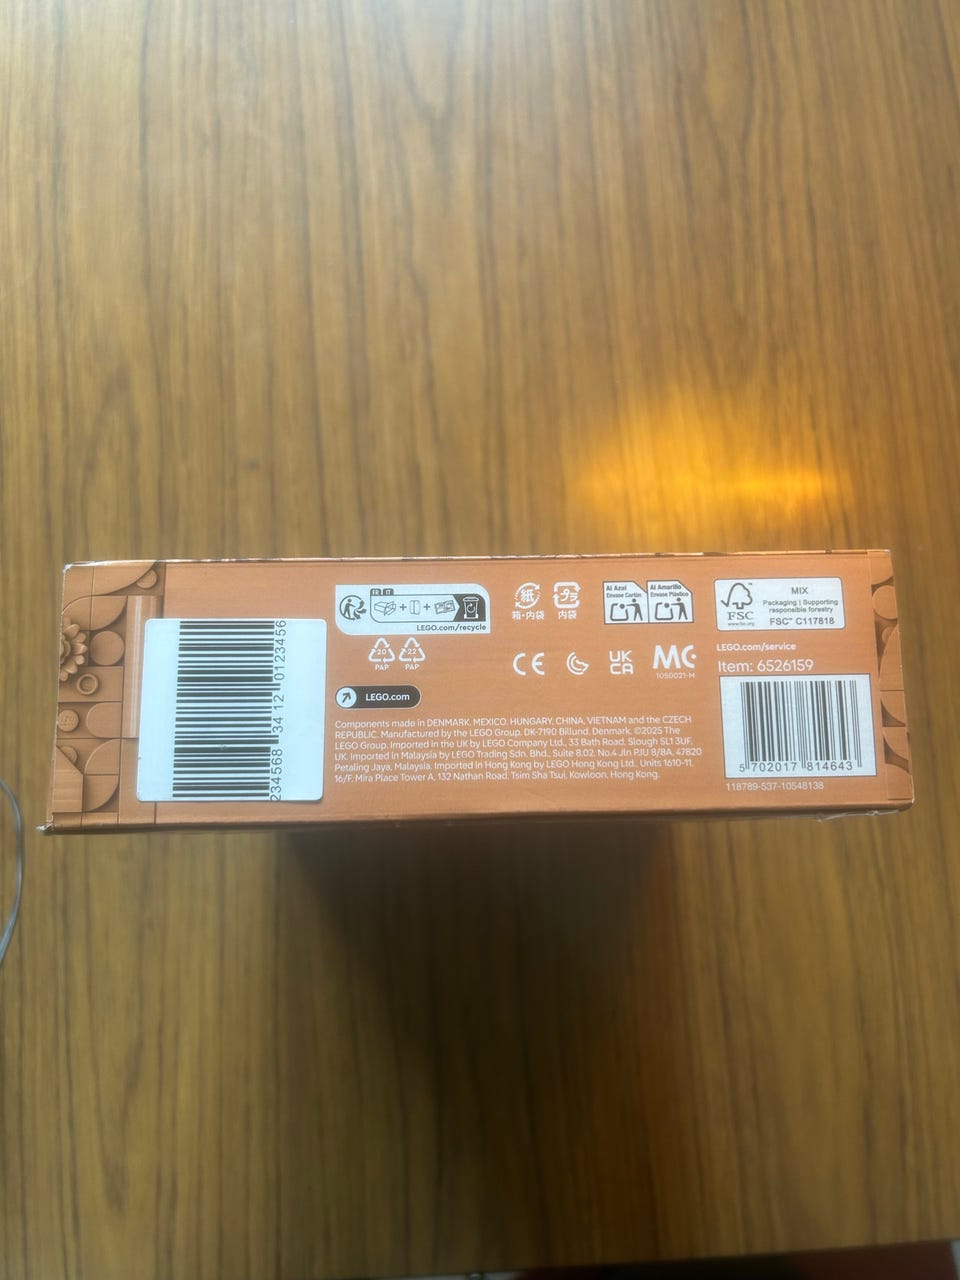 234568 34 12 0123456
FR IT
LEGO.com/recycle
紙
箱・内袋
プラ
内袋
Al Azul
Envase Cartón
Al Amarillo
Envase Plástico
FSC
www.fsc.org
MIX
Packaging | Supporting
responsible forestry
FSC™ C117818
20
PAP
22
PAP
CE
UK
CA
MC
1050021-M
LEGO.com/service
Item: 6526159
LEGO.com
Components made in DENMARK, MEXICO, HUNGARY, CHINA, VIETNAM and the CZECH
REPUBLIC. Manufactured by the LEGO Group. DK-7190 Billund, Denmark. ©2025 The
LEGO Group. Imported in the UK by LEGO Company Ltd., 33 Bath Road, Slough SL1 3UF,
UK. Imported in Malaysia by LEGO Trading Sdn. Bhd., Suite 8.02, No.4 Jln PJU 8/8A, 47820
Petaling Jaya, Malaysia. Imported in Hong Kong by LEGO Hong Kong Ltd., Units 1610-11,
16/F, Mira Place Tower A, 132 Nathan Road, Tsim Sha Tsui, Kowloon, Hong Kong.
5 702017 814643
118789-537-10548138